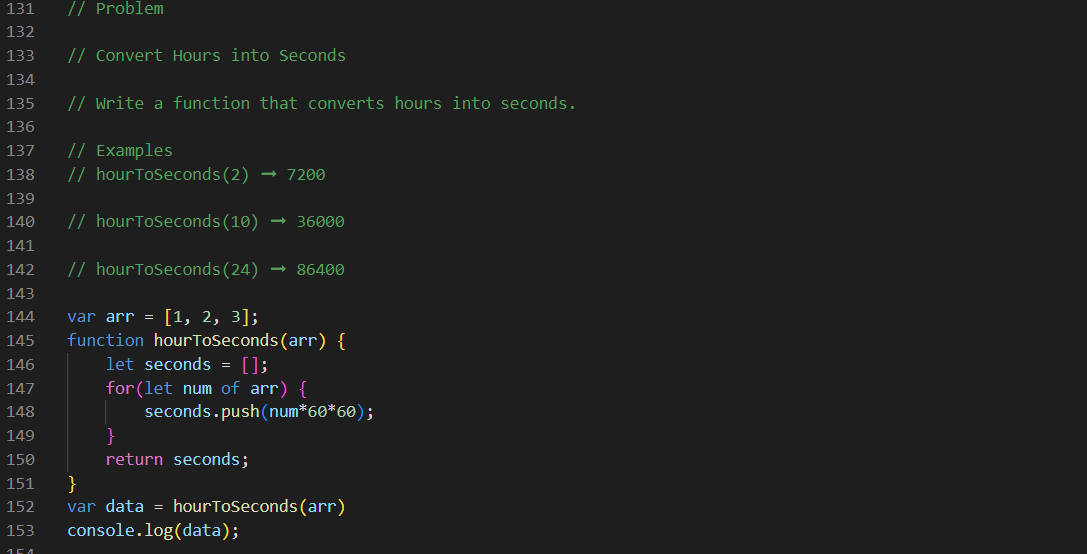 131 // Problem
132
133 // Convert Hours into Seconds
134
135 // Write a function that converts hours into seconds.
136
137 // Examples
138 // hourToSeconds(2) ➞ 7200
139
140 // hourToSeconds(10) ➞ 36000
141
142 // hourToSeconds(24) ➞ 86400
143
144 var arr = [1, 2, 3];
145 function hourToSeconds(arr) {
146     let seconds = [];
147     for(let num of arr) {
148         seconds.push(num*60*60);
149     }
150     return seconds;
151 }
152 var data = hourToSeconds(arr)
153 console.log(data);
154